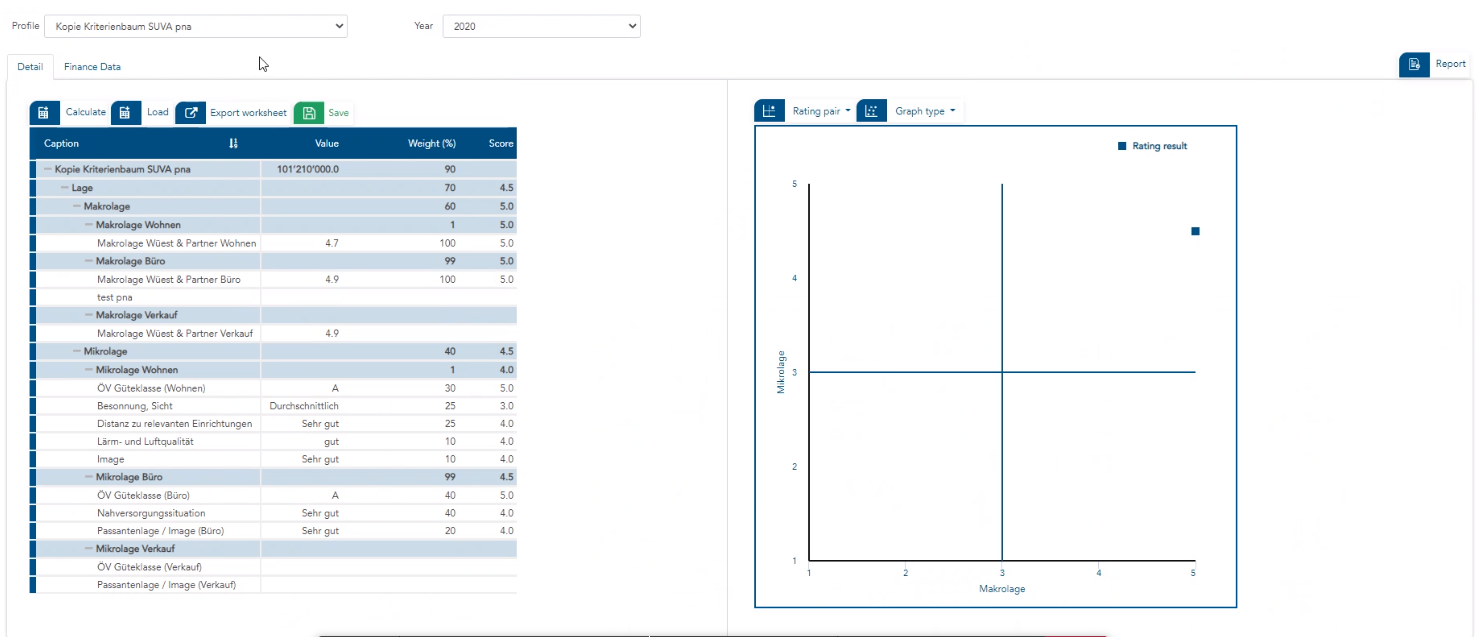 Profile Kopie Kriterienbaum SUVA pna Year 2020
Detail Finance Data Report
Calculate Load Export worksheet Save
Caption Value Weight (%) Score
Kopie Kriterienbaum SUVA pna 101'210'000.0 90
Lage 70 4.5
Makrolage 60 5.0
Makrolage Wohnen 1 5.0
Makrolage Wüest & Partner Wohnen 4.7 100 5.0
Makrolage Büro 99 5.0
Makrolage Wüest & Partner Büro 4.9 100 5.0
test pna
Makrolage Verkauf
Makrolage Wüest & Partner Verkauf 4.9
Mikrolage 40 4.5
Mikrolage Wohnen 1 4.0
ÖV Güteklasse (Wohnen) A 30 5.0
Besonnung, Sicht Durchschnittlich 25 3.0
Distanz zu relevanten Einrichtungen Sehr gut 25 4.0
Lärm- und Luftqualität gut 10 4.0
Image Sehr gut 10 4.0
Mikrolage Büro 99 4.5
ÖV Güteklasse (Büro) A 40 5.0
Nahversorgungssituation Sehr gut 40 4.0
Passantenlage / Image (Büro) Sehr gut 20 4.0
Mikrolage Verkauf
ÖV Güteklasse (Verkauf)
Passantenlage / Image (Verkauf)
Rating pair Graph type
Rating result
5
4
Mikrolage
3
2
1
1 2 3 4 5
Makrolage